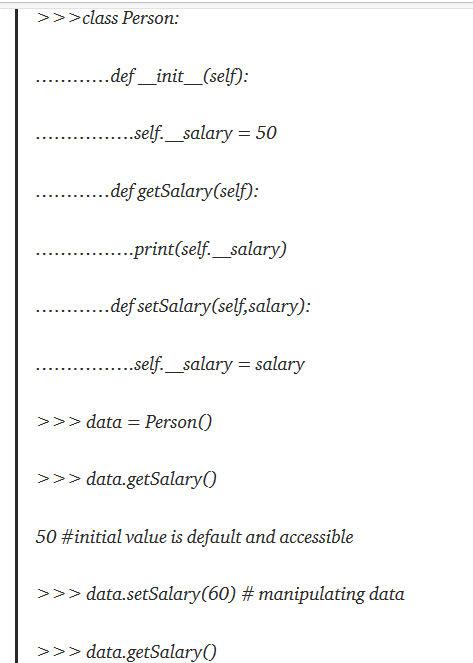 >>>class Person:
…………def __init__(self):
…………….self.__salary = 50
…………def getSalary(self):
…………….print(self.__salary)
…………def setSalary(self,salary):
…………….self.__salary = salary
>>> data = Person()
>>> data.getSalary()
50 #initial value is default and accessible
>>> data.setSalary(60) # manipulating data
>>> data.getSalary()